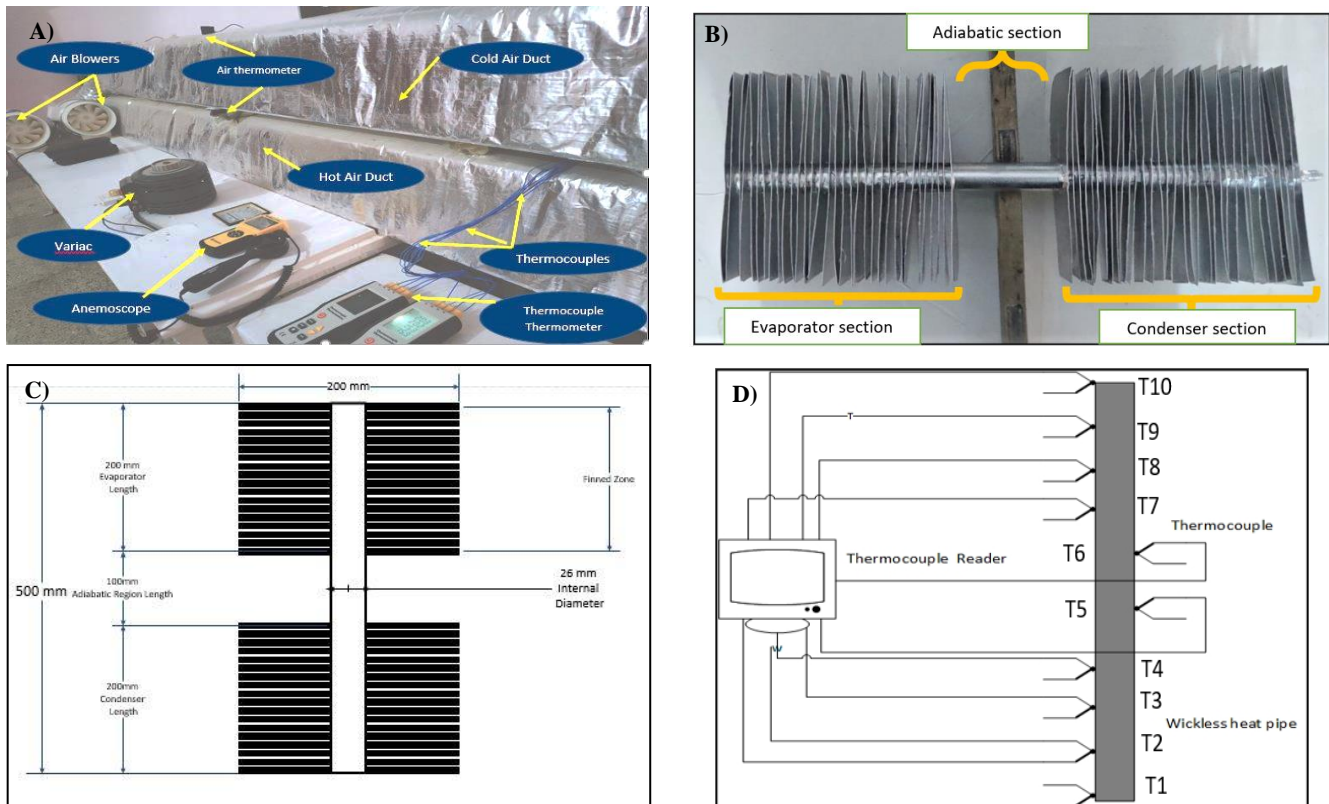 A)
Air Blowers
Air thermometer
Cold Air Duct
Hot Air Duct
Variac
Thermocouples
Anemoscope
Thermocouple
Thermometer
B)
Adiabatic section
Evaporator section
Condenser section
C)
200 mm
200 mm
Evaporator
Length
Finned Zone
500 mm
100mm
Adiabatic Region Length
26 mm
Internal
Diameter
200mm
Condenser
Length
D)
T10
T
T9
T8
T7
Thermocouple
T6
Thermocouple Reader
T5
W
T4
T3
Wickless heat pipe
T2
T1